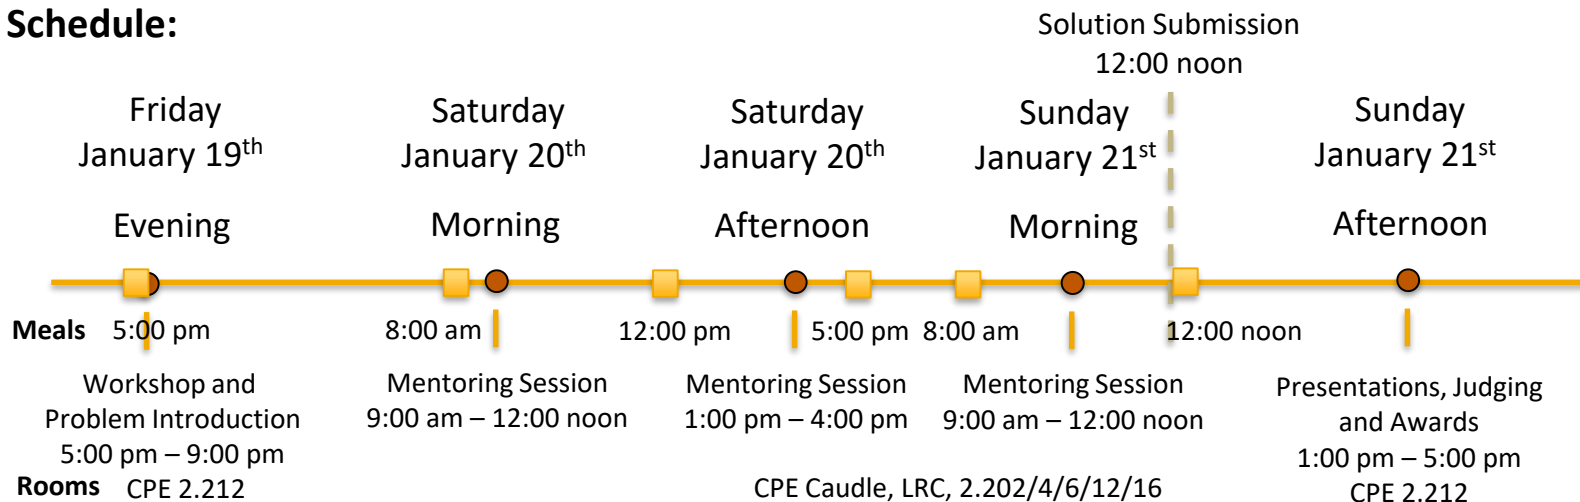 Schedule:
Solution Submission
12:00 noon
Friday
January 19th
Evening
Saturday
January 20th
Morning
Saturday
January 20th
Afternoon
Sunday
January 21st
Morning
Sunday
January 21st
Afternoon
Meals 5:00 pm 8:00 am 12:00 pm 5:00 pm 8:00 am 12:00 noon
Workshop and
Problem Introduction
5:00 pm – 9:00 pm
Mentoring Session
9:00 am – 12:00 noon
Mentoring Session
1:00 pm – 4:00 pm
Mentoring Session
9:00 am – 12:00 noon
Presentations, Judging
and Awards
1:00 pm – 5:00 pm
Rooms CPE 2.212 CPE Caudle, LRC, 2.202/4/6/12/16 CPE 2.212